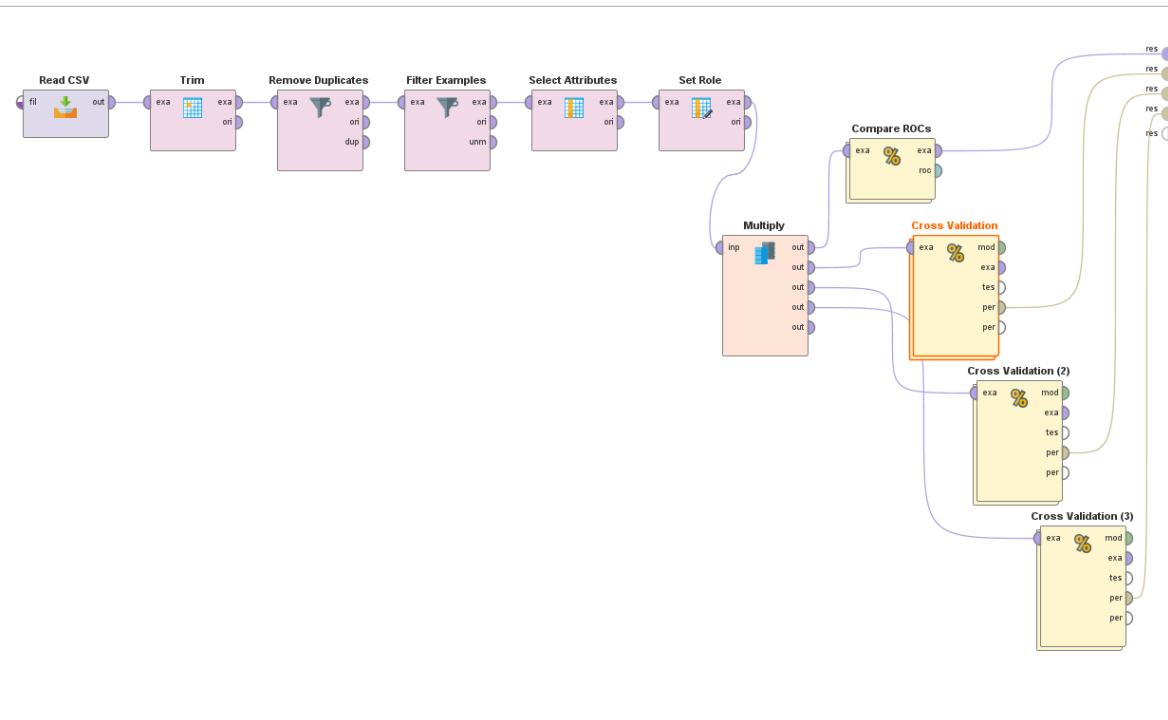 Read CSV
fil out
Trim
exa exa
ori
Remove Duplicates
exa exa
ori
dup
Filter Examples
exa exa
ori
unm
Select Attributes
exa exa
ori
Set Role
exa exa
ori
Multiply
inp out
out
out
out
out
Compare ROCs
exa exa
roc
Cross Validation
exa mod
exa
tes
per
per
Cross Validation (2)
exa mod
exa
tes
per
per
Cross Validation (3)
exa mod
exa
tes
per
per
res
res
res
res
res